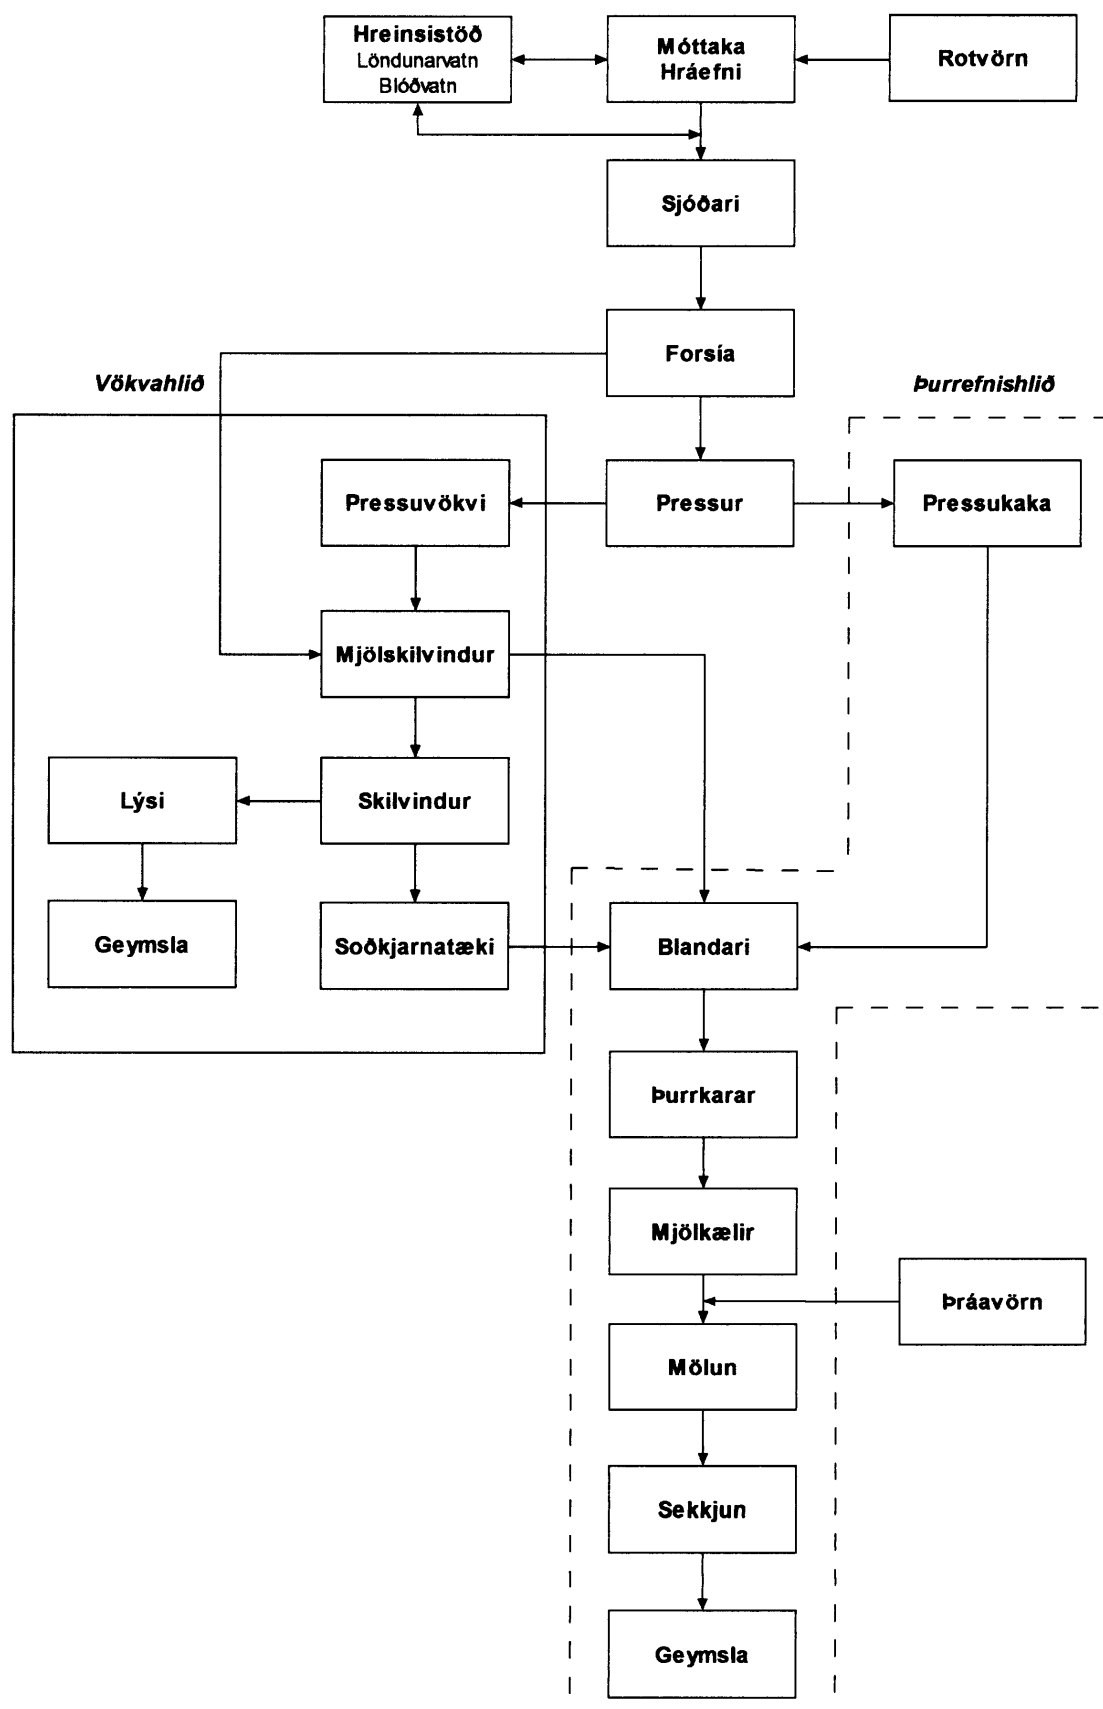 Hreinsistöð
Löndunarvatn
Blóðvatn
Móttaka
Hráefni
Rotvörn
Sjóðari
Forsía
Vökvahlið
Þurrefnishlið
Pressuvökvi
Pressur
Pressukaka
Mjölskilvindur
Lýsi
Skilvindur
Geymsla
Soðkjarnatæki
Blandari
Þurrkarar
Mjölkælir
Þráavörn
Mölun
Sekkjun
Geymsla